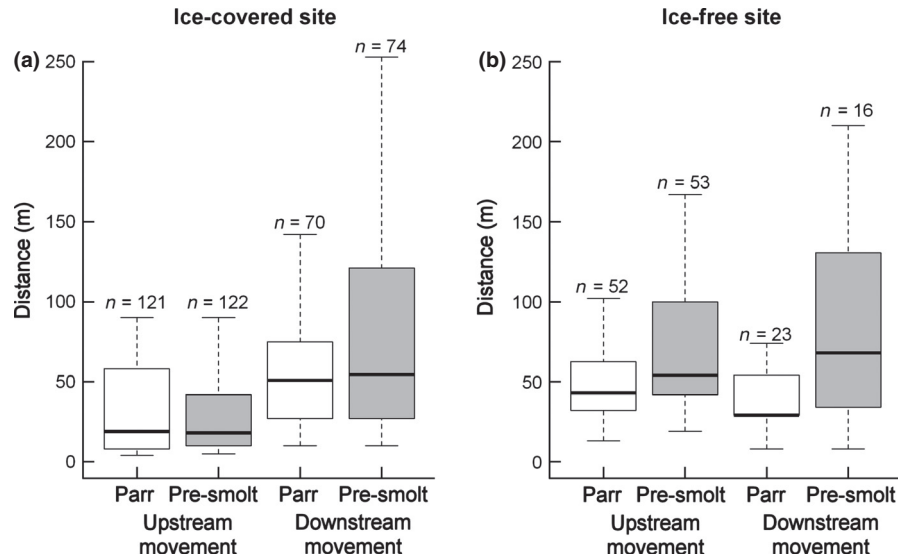 Ice-covered site
Ice-free site
(a)
(b)
Distance (m)
250
200
150
100
50
0
n = 121
n = 122
n = 70
n = 74
Parr
Pre-smolt
Parr
Pre-smolt
Upstream
movement
Downstream
movement
Distance (m)
250
200
150
100
50
0
n = 52
n = 53
n = 23
n = 16
Parr
Pre-smolt
Parr
Pre-smolt
Upstream
movement
Downstream
movement